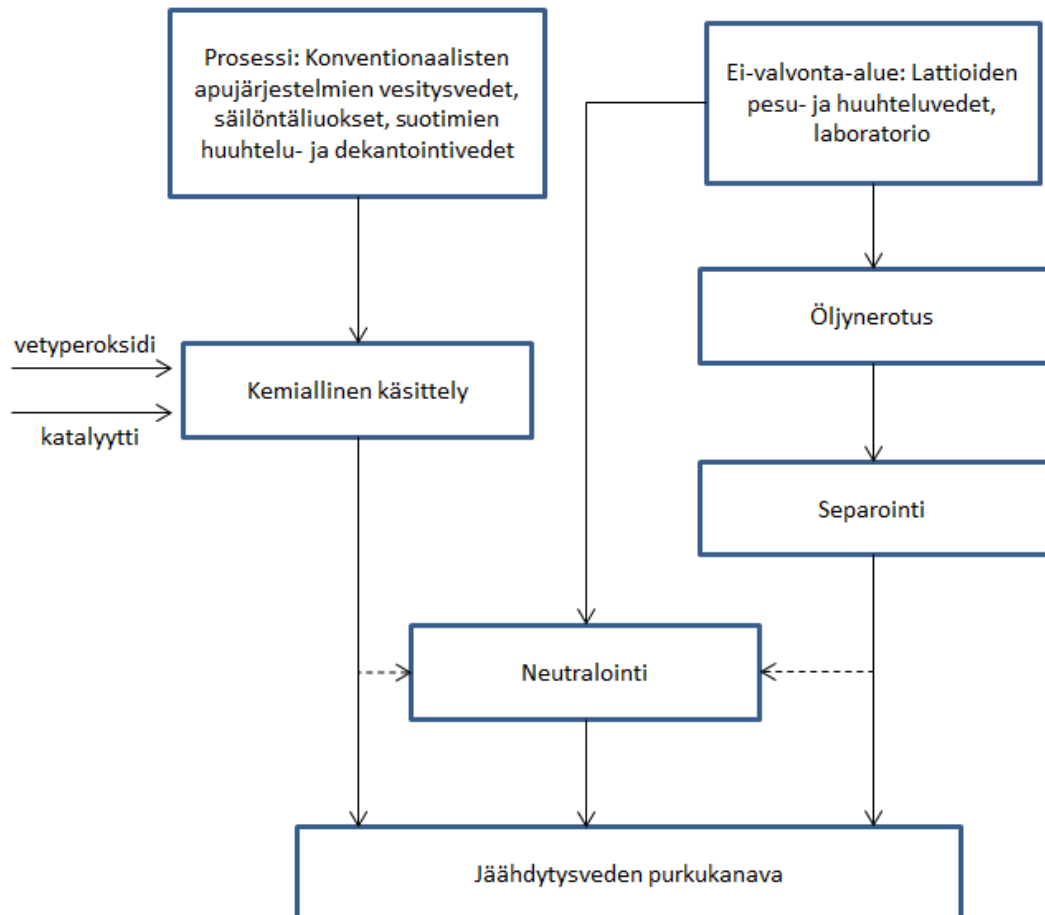 Prosessi: Konventionaalisten
apujärjestelmien vesitysvedet,
säilöntäliuokset, suotimien
huuhtelu- ja dekantointivedet
Ei-valvonta-alue: Lattioiden
pesu- ja huuhteluvedet,
laboratorio
Öljynerotus
vetyperoksidi
Kemiallinen käsittely
katalyytti
Separointi
Neutralointi
Jäähdytysveden purkukanava